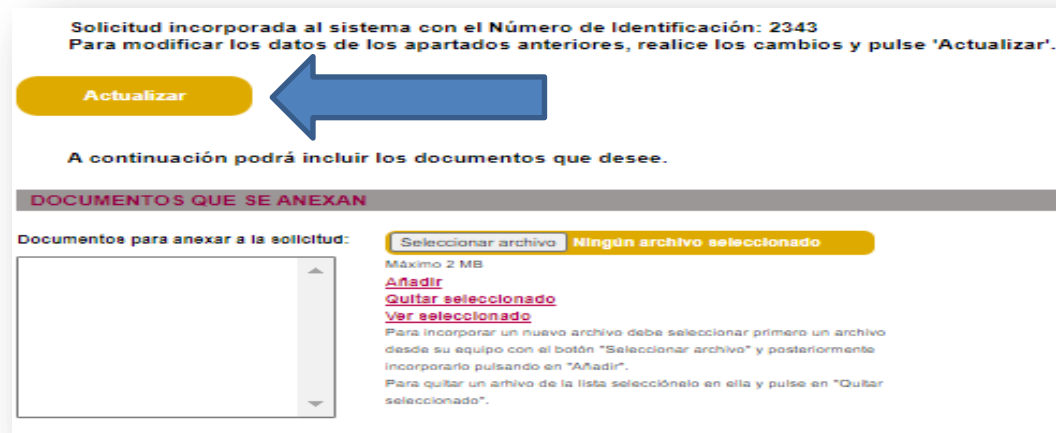 Solicitud incorporada al sistema con el Número de Identificación: 2343
Para modificar los datos de los apartados anteriores, realice los cambios y pulse 'Actualizar'.
Actualizar
A continuación podrá incluir los documentos que desee.
DOCUMENTOS QUE SE ANEXAN
Documentos para anexar a la solicitud:
Seleccionar archivo Ningún archivo seleccionado
Máximo 2 MB
Añadir
Quitar seleccionado
Ver seleccionado
Para incorporar un nuevo archivo debe seleccionar primero un archivo
desde su equipo con el botón "Seleccionar archivo" y posteriormente
incorporarlo pulsando en "Añadir".
Para quitar un arhivo de la lista selecciónelo en ella y pulse en "Quitar
seleccionado".